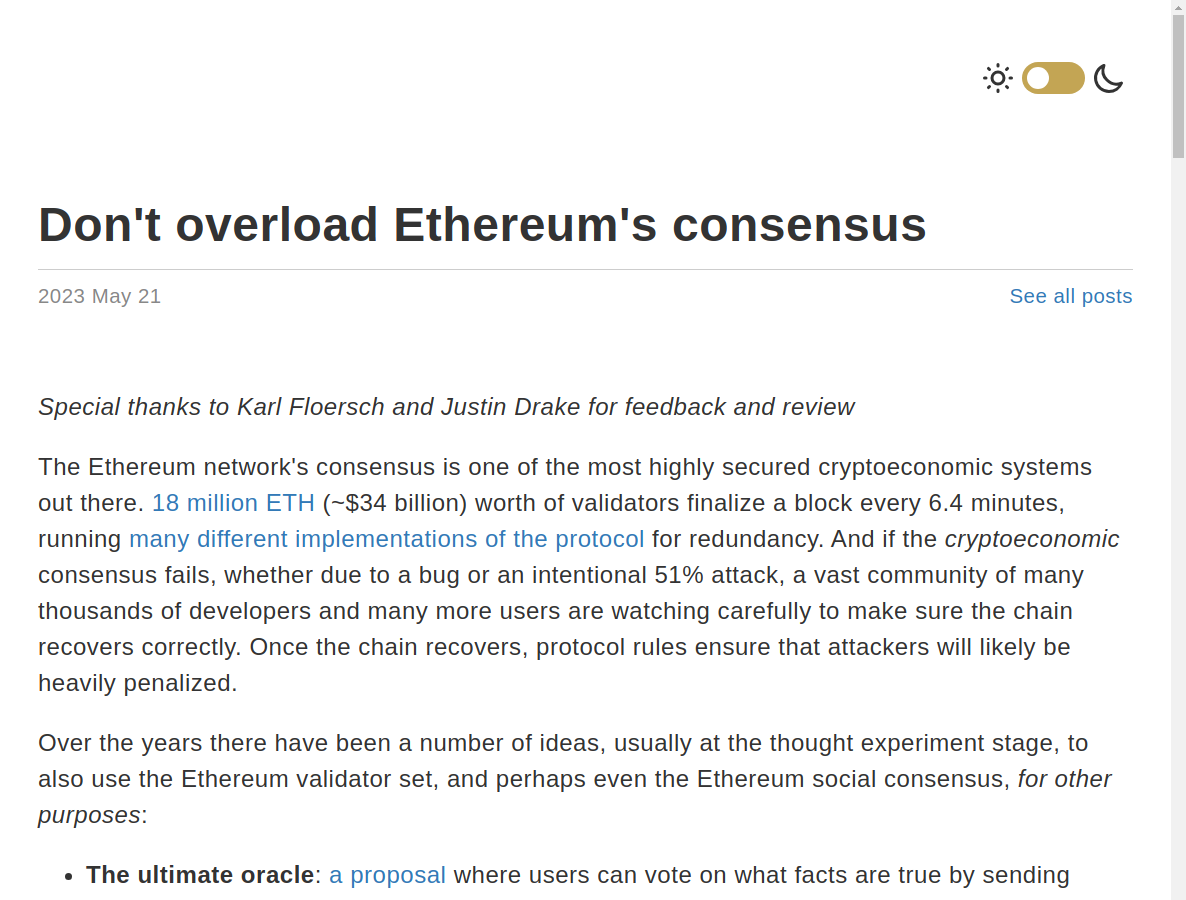 Don't overload Ethereum's consensus
2023 May 21
See all posts
Special thanks to Karl Floersch and Justin Drake for feedback and review
The Ethereum network's consensus is one of the most highly secured cryptoeconomic systems
out there. 18 million ETH (~$34 billion) worth of validators finalize a block every 6.4 minutes,
running many different implementations of the protocol for redundancy. And if the cryptoeconomic
consensus fails, whether due to a bug or an intentional 51% attack, a vast community of many
thousands of developers and many more users are watching carefully to make sure the chain
recovers correctly. Once the chain recovers, protocol rules ensure that attackers will likely be
heavily penalized.
Over the years there have been a number of ideas, usually at the thought experiment stage, to
also use the Ethereum validator set, and perhaps even the Ethereum social consensus, for other
purposes:
• The ultimate oracle: a proposal where users can vote on what facts are true by sending